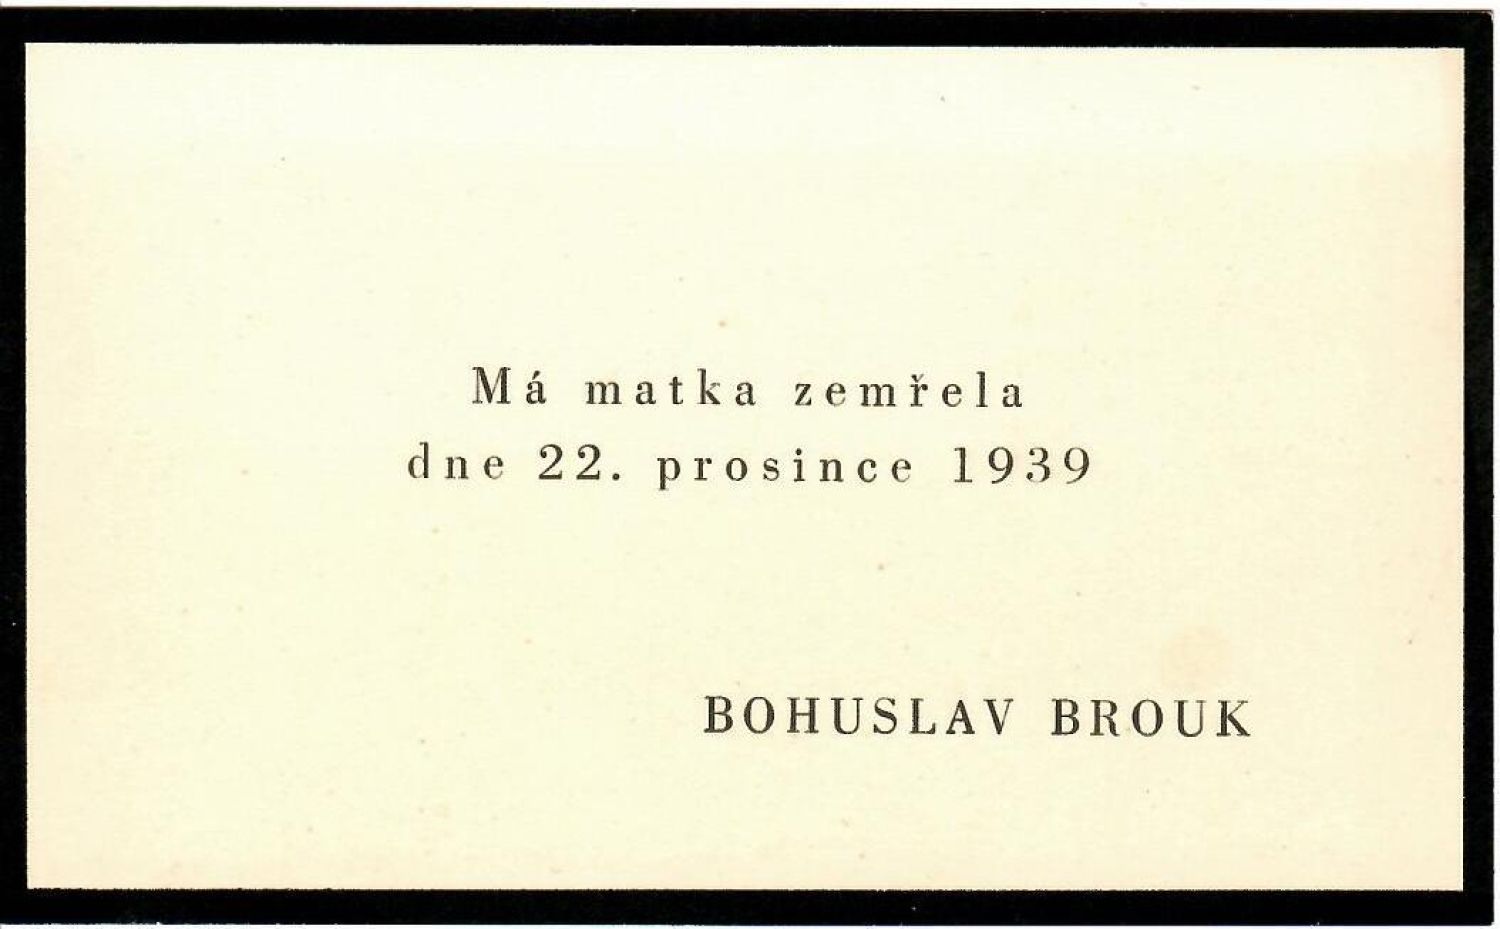 Má matka zemřela
dne 22. prosince 1939
BOHUSLAV BROUK